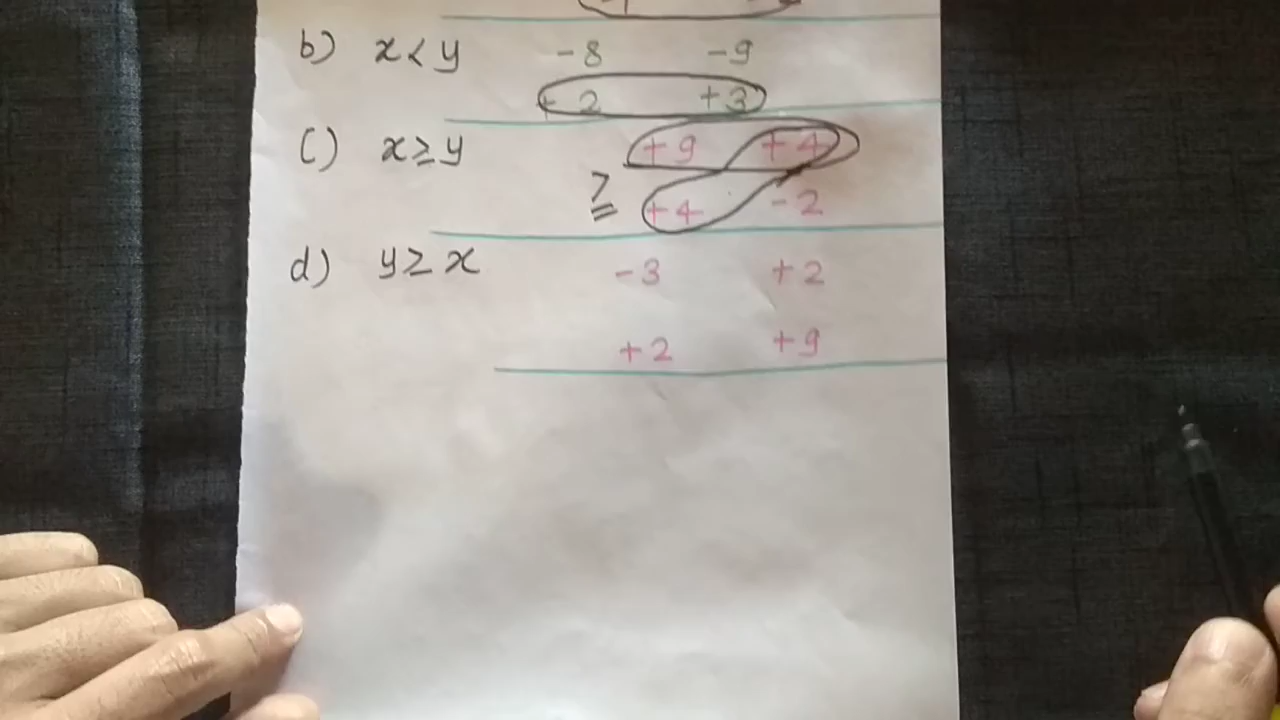 b) x < y -8 -9
+2 +3
C) x ≥ y +9 +4
≥ +4 -2
d) y ≥ x -3 +2
+2 +9